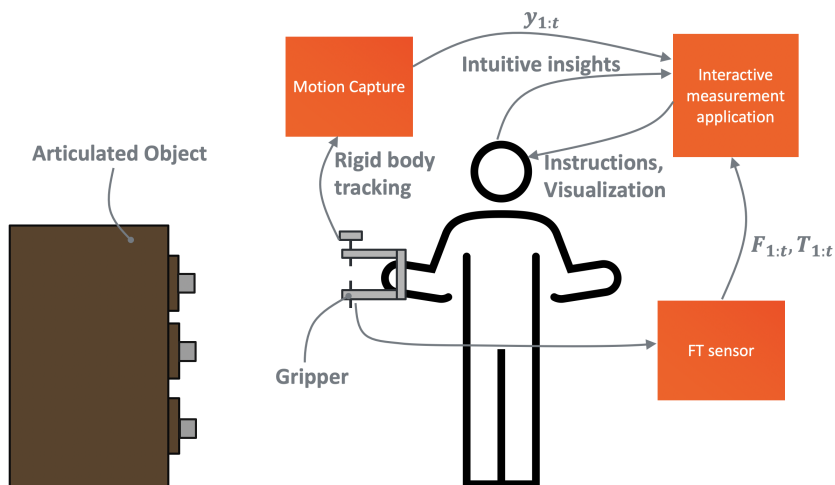 y1:t
Motion Capture
Intuitive insights
Interactive
measurement
application
Articulated Object
Rigid body
tracking
Instructions,
Visualization
F1:t, T1:t
FT sensor
Gripper